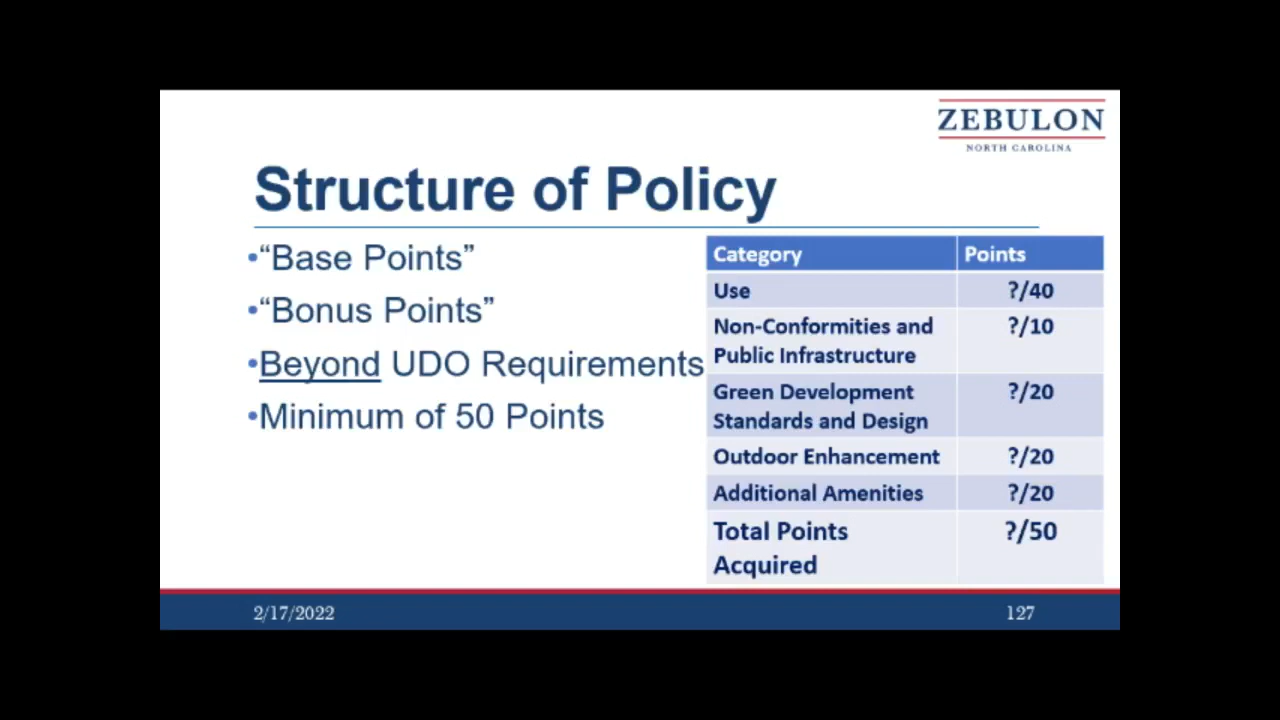 ZEBULON
NORTH CAROLINA
Structure of Policy
•“Base Points”
•“Bonus Points”
•Beyond UDO Requirements
•Minimum of 50 Points
Category Points
Use ?/40
Non-Conformities and ?/10
Public Infrastructure
Green Development ?/20
Standards and Design
Outdoor Enhancement ?/20
Additional Amenities ?/20
Total Points ?/50
Acquired
2/17/2022 127